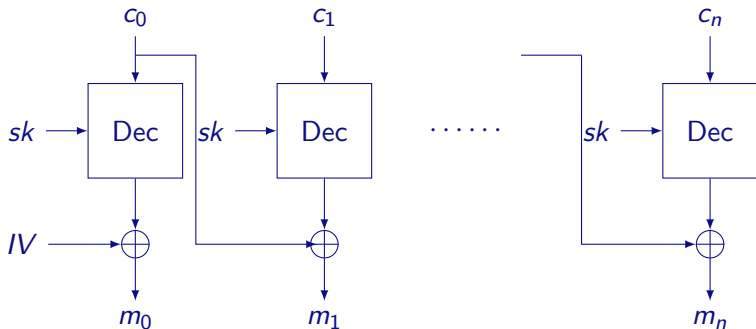 c₀ c₁ cₙ
sk Dec sk Dec ······ sk Dec
IV
m₀ m₁ mₙ